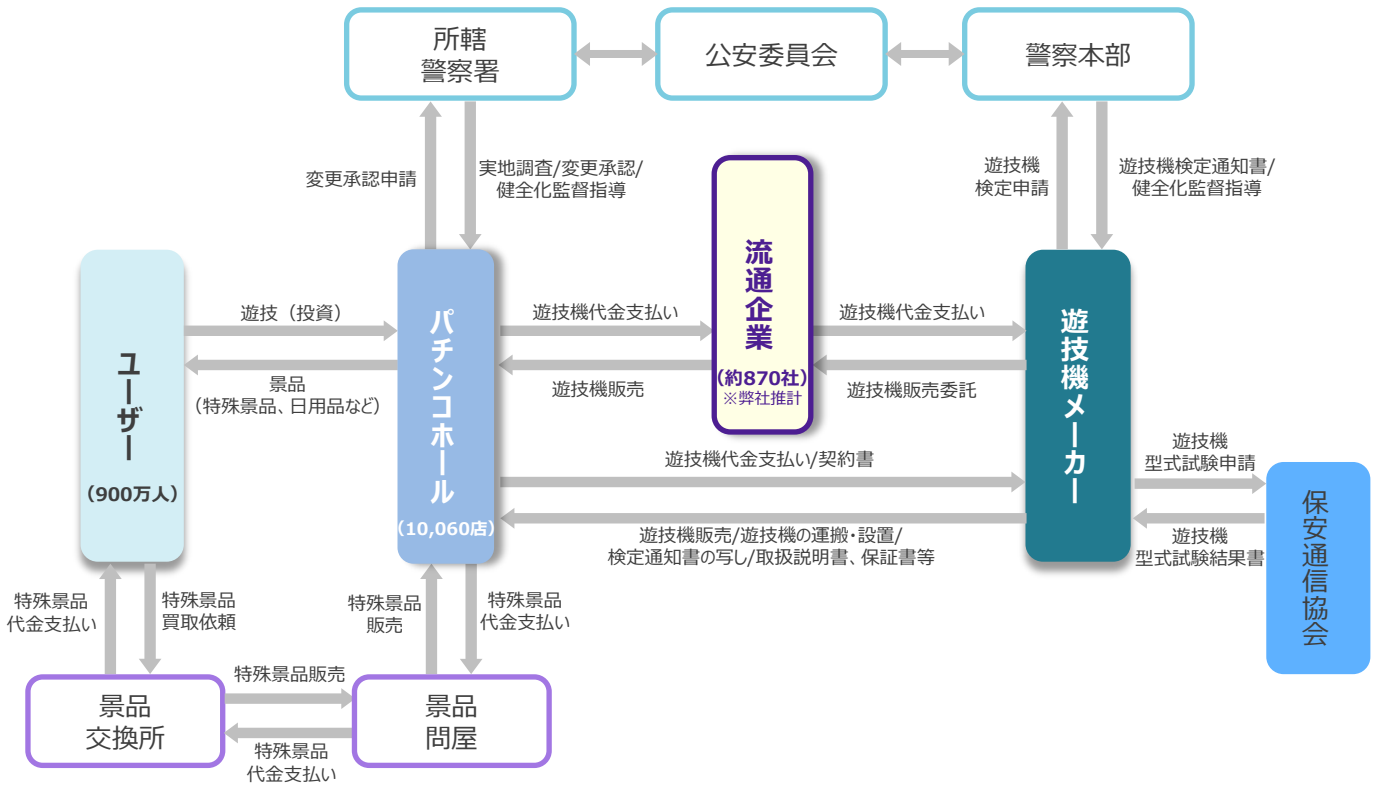 所轄
警察署
公安委員会
警察本部
変更承認申請
実地調査/変更承認/
健全化監督指導
遊技機
検定申請
遊技機検定通知書/
健全化監督指導
ユーザー
（900万人）
遊技（投資）
景品
（特殊景品、日用品など）
パチンコホール
（10,060店）
遊技機代金支払い
遊技機販売
流通企業
（約870社）
※弊社推計
遊技機代金支払い
遊技機販売委託
遊技機メーカー
遊技機代金支払い/契約書
遊技機販売/遊技機の運搬・設置/
検定通知書の写し/取扱説明書、保証書等
遊技機
型式試験申請
遊技機
型式試験結果書
保安通信協会
特殊景品
代金支払い
特殊景品
買取依頼
特殊景品
販売
特殊景品
代金支払い
景品
交換所
特殊景品販売
特殊景品
代金支払い
景品
問屋